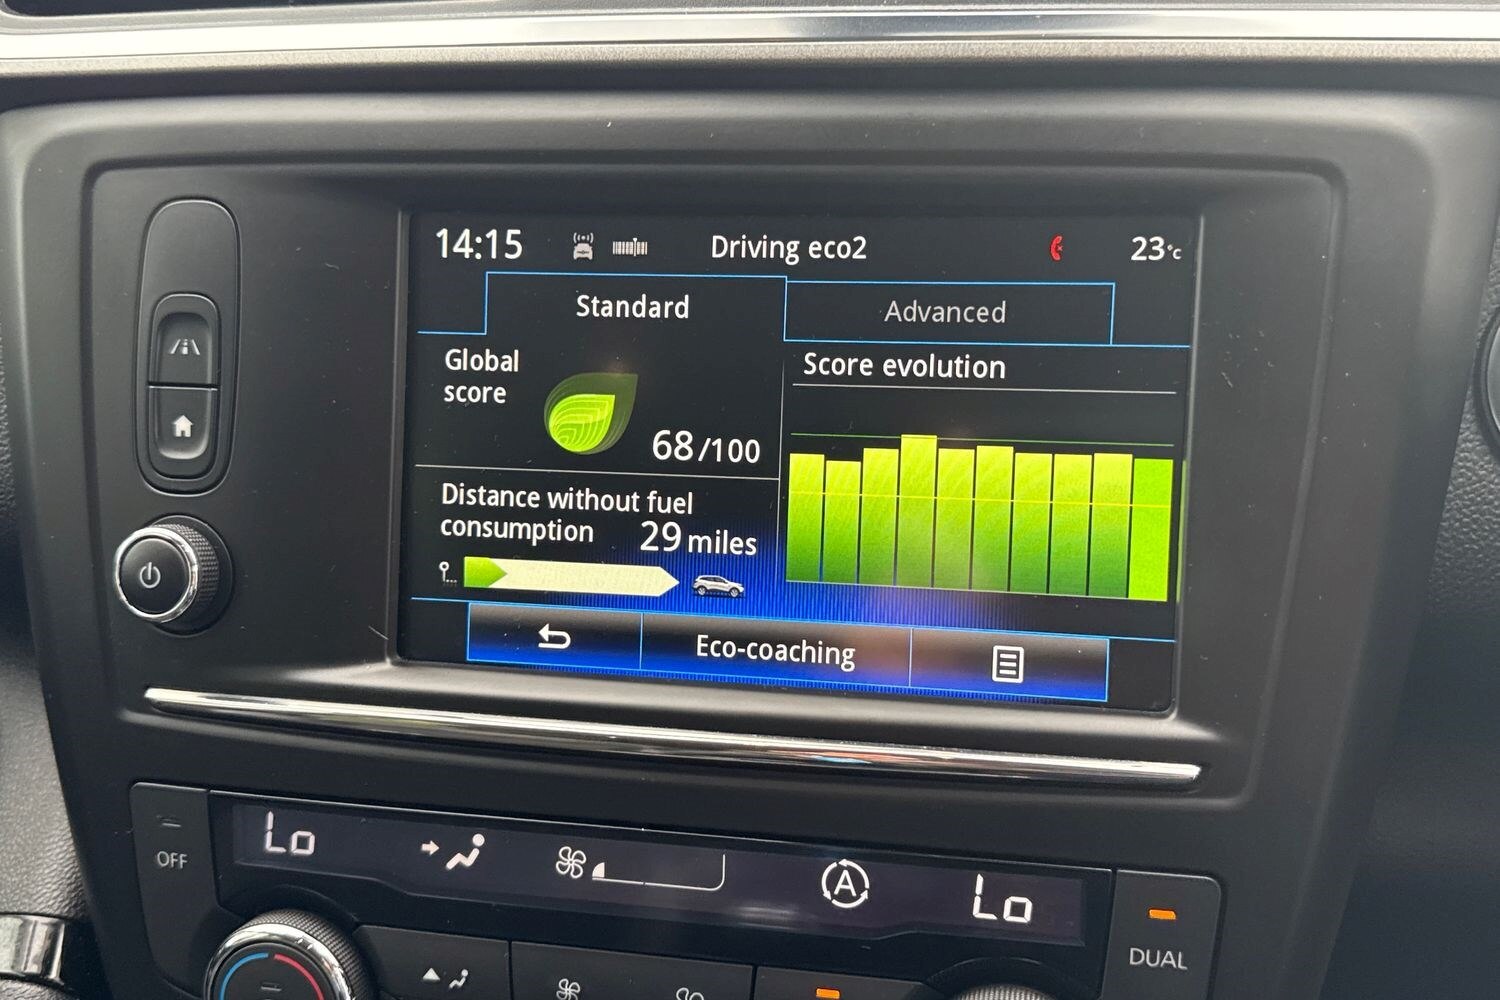 14:15 Driving eco2 23°C
Standard Advanced
Global
score
68/100
Score evolution
Distance without fuel
consumption 29 miles
Eco-coaching
Lo A Lo
OFF
DUAL